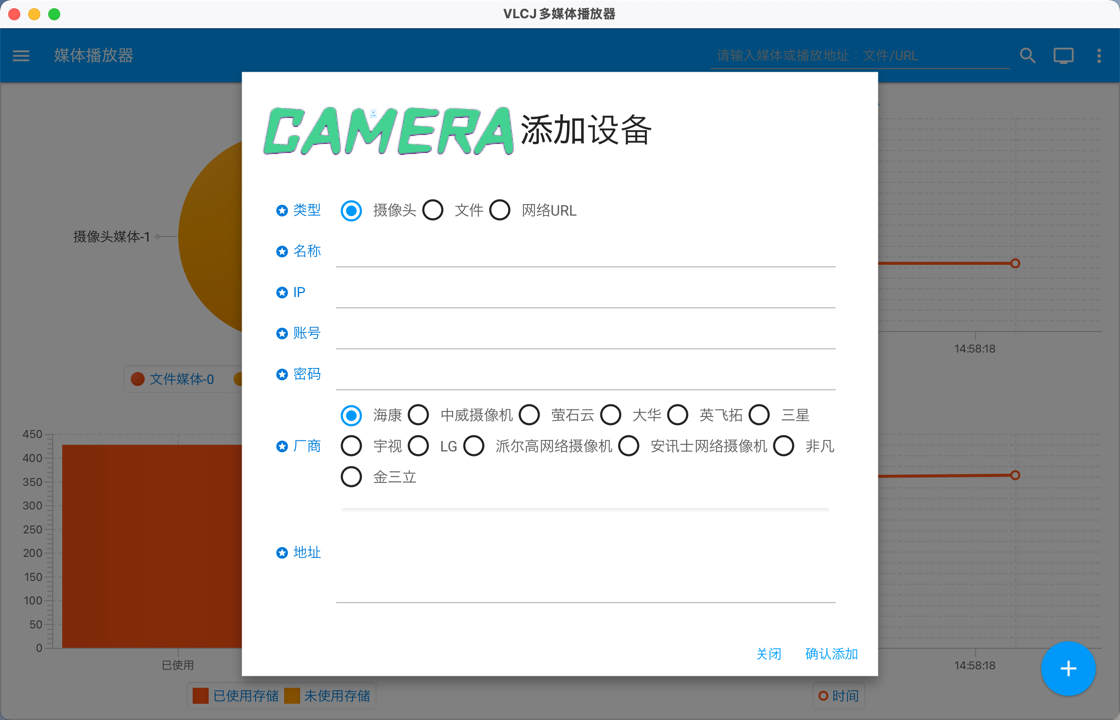 VLCJ 多媒体播放器
媒体播放器
请输入媒体或播放地址：文件/URL
CAMERA 添加设备
类型 摄像头 文件 网络URL
名称
IP
账号
密码
厂商 海康 中威摄像机 萤石云 大华 英飞拓 三星
宇视 LG 派尔高网络摄像机 安讯士网络摄像机 非凡
金三立
地址
关闭 确认添加
摄像头媒体-1
文件媒体-0
14:58:18
450
400
350
300
250
200
150
100
50
0
已使用
已使用存储 未使用存储
14:58:18
时间